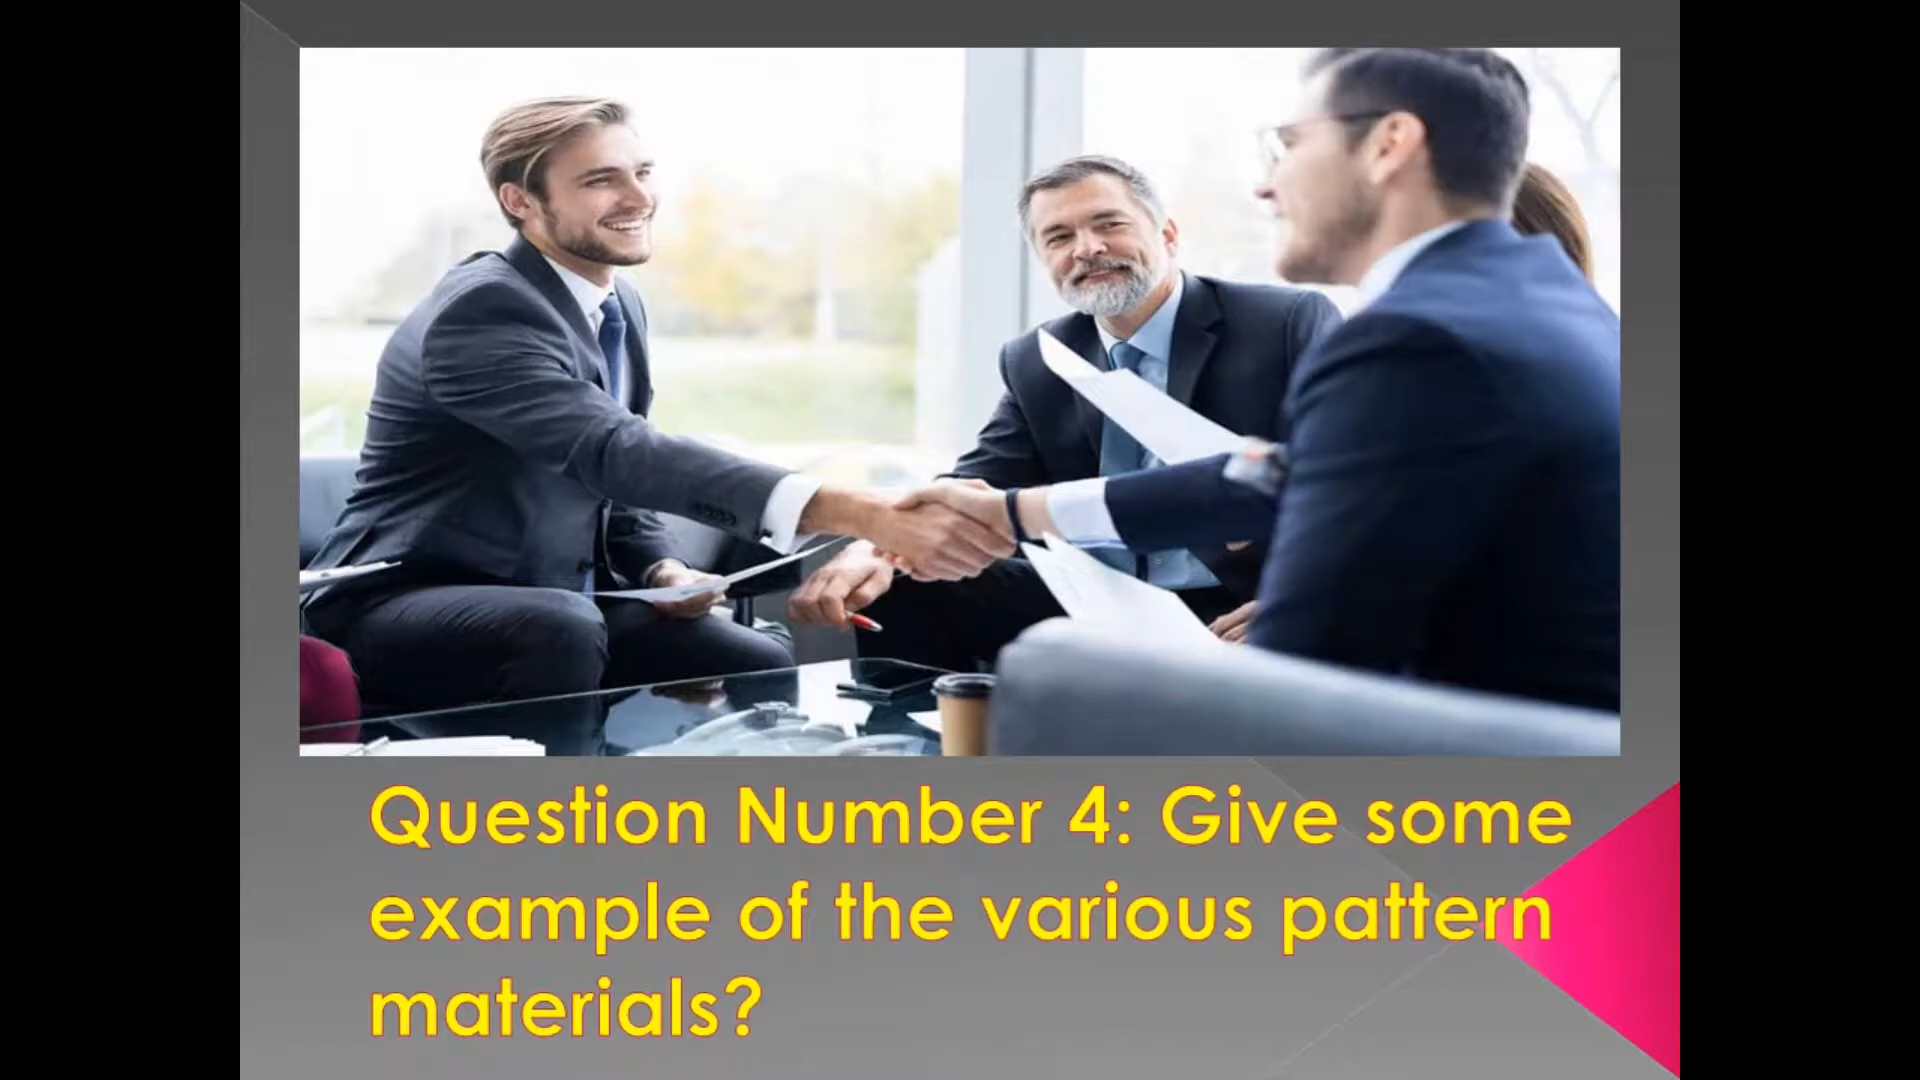 Question Number 4: Give some
example of the various pattern
materials?